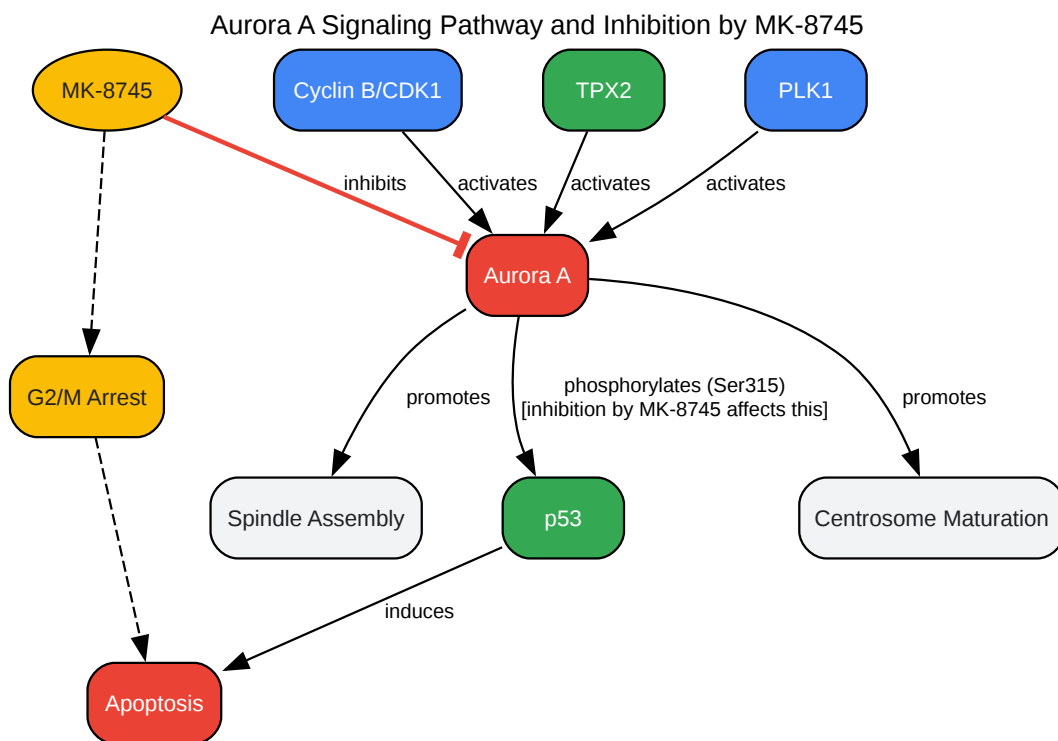 Aurora A Signaling Pathway and Inhibition by MK-8745
MK-8745
Cyclin B/CDK1
TPX2
PLK1
inhibits
activates
activates
activates
Aurora A
G2/M Arrest
promotes
phosphorylates (Ser315)
[inhibition by MK-8745 affects this]
promotes
Spindle Assembly
p53
Centrosome Maturation
induces
Apoptosis